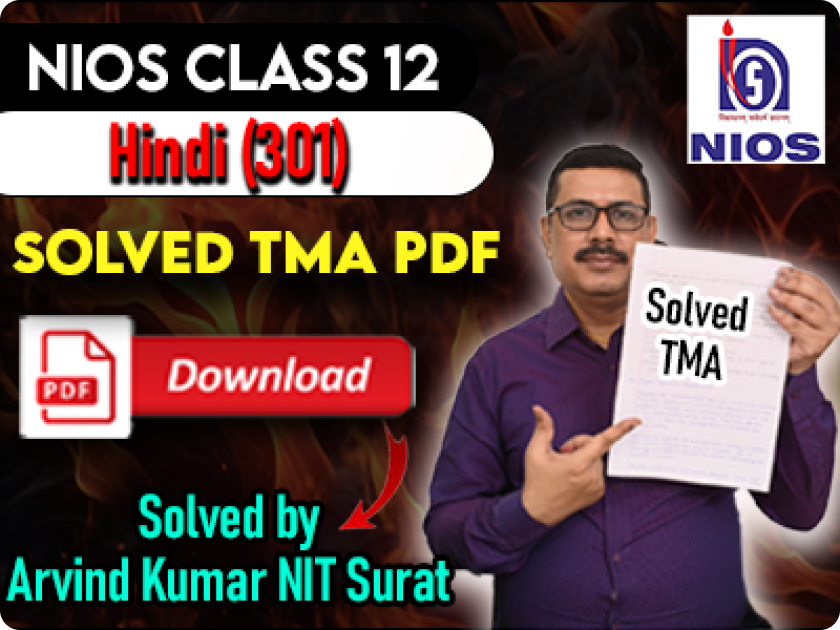 NIOS CLASS 12
Hindi (301)
SOLVED TMA PDF
PDF
Download
Solved by
Arvind Kumar NIT Surat
NIOS
Solved
TMA